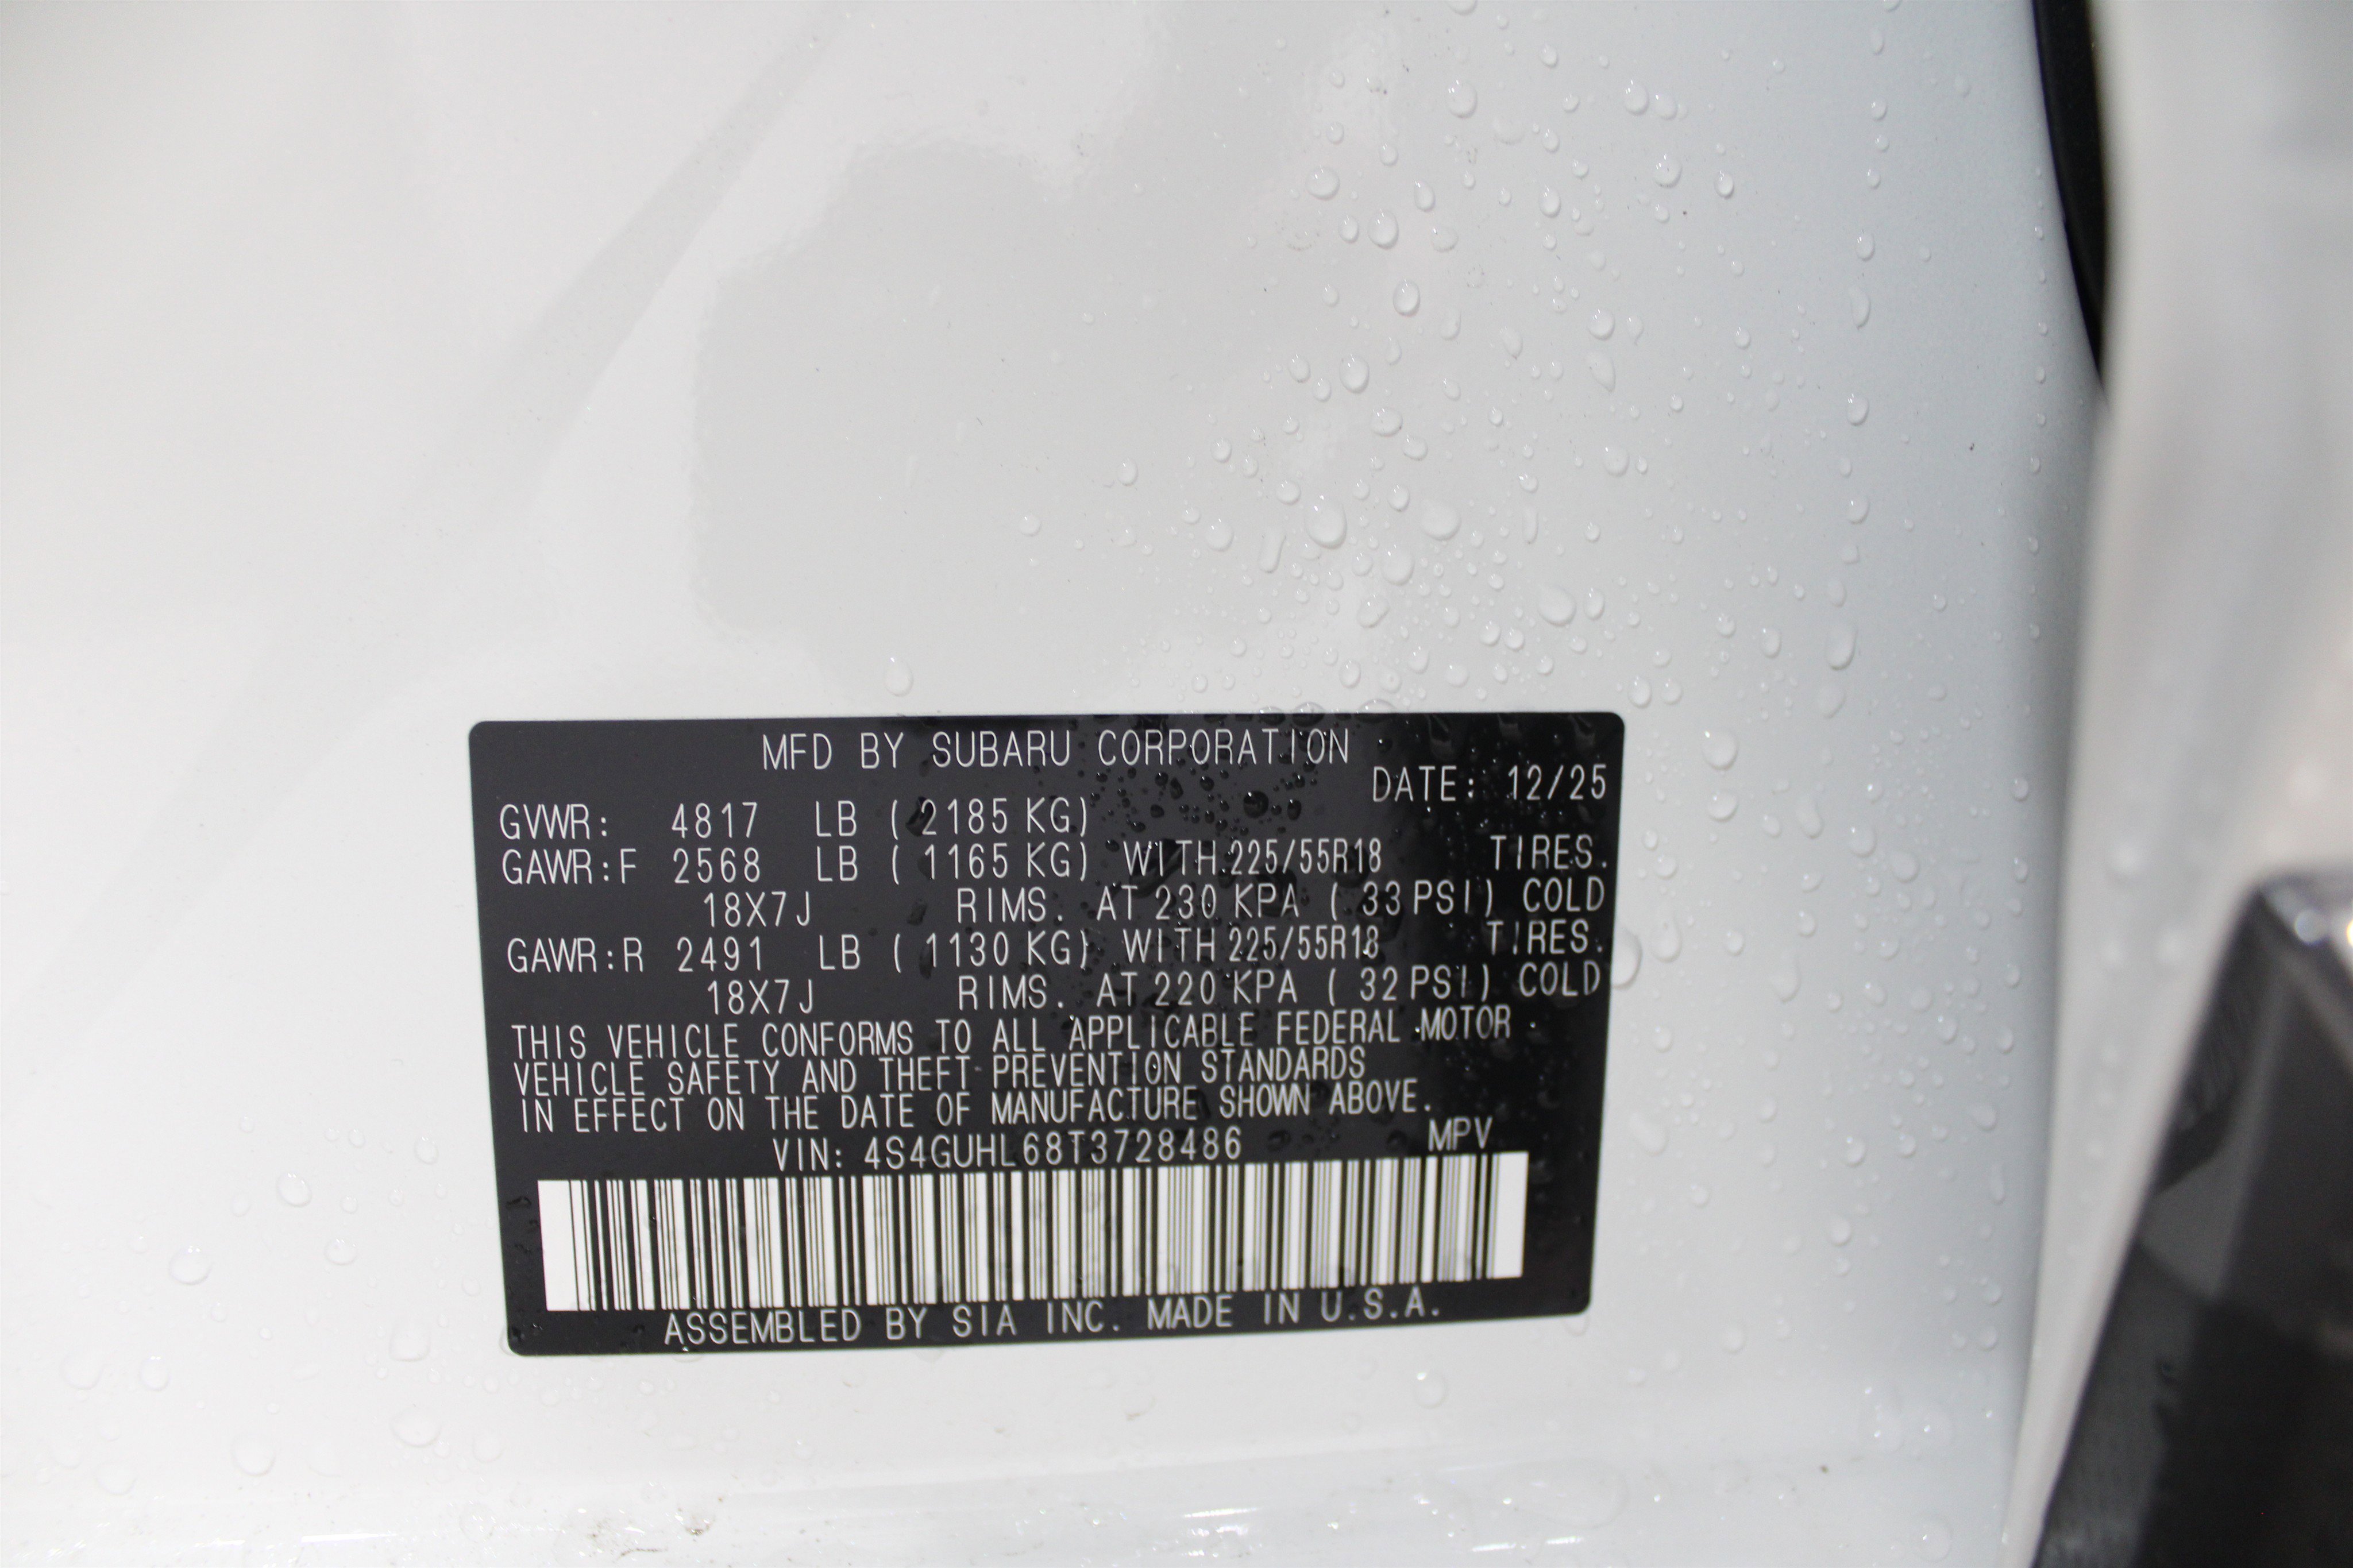 MFD BY SUBARU CORPORATION
DATE: 12/25
GVWR: 4817 LB ( 2185 KG)
GAWR:F 2568 LB ( 1165 KG) WITH 225/55R18 TIRES.
18X7J RIMS. AT 230 KPA ( 33 PSI) COLD
GAWR:R 2491 LB ( 1130 KG) WITH 225/55R18 TIRES.
18X7J RIMS. AT 220 KPA ( 32 PSI) COLD
THIS VEHICLE CONFORMS TO ALL APPLICABLE FEDERAL MOTOR
VEHICLE SAFETY AND THEFT PREVENTION STANDARDS
IN EFFECT ON THE DATE OF MANUFACTURE SHOWN ABOVE.
VIN: 4S4GUHL68T3728486 MPV
ASSEMBLED BY SIA INC. MADE IN U.S.A.